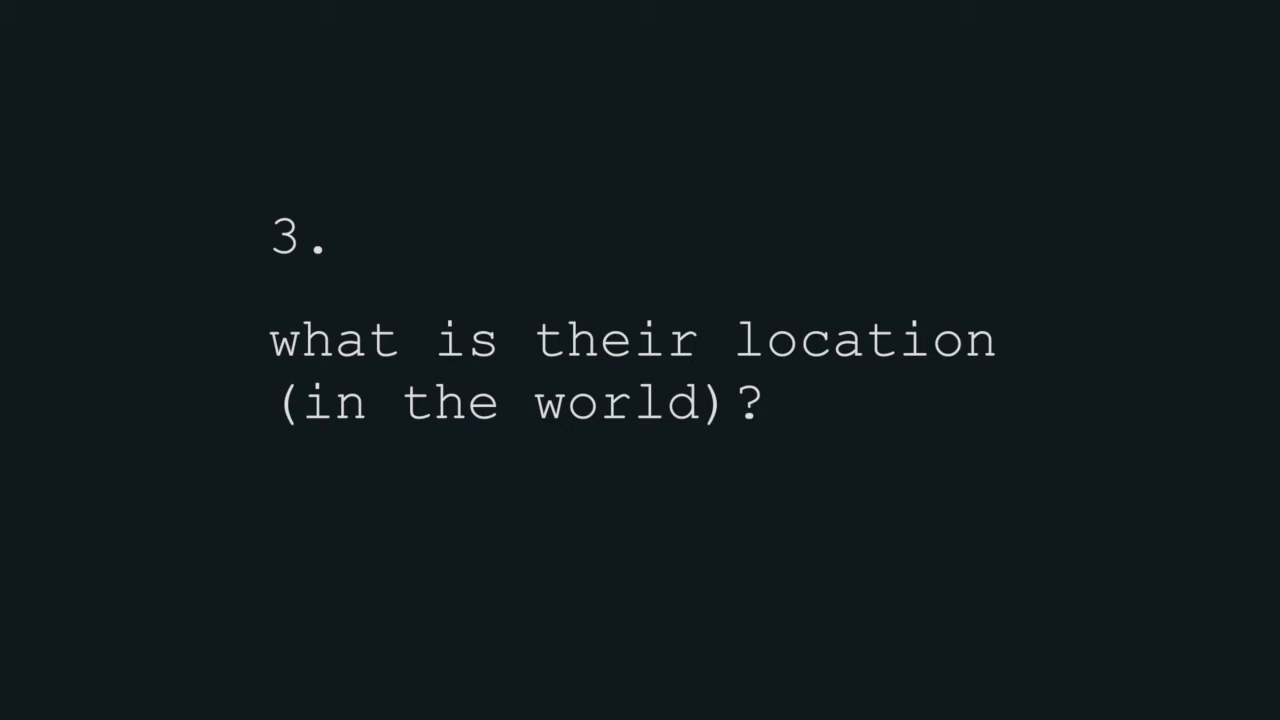 3.
what is their location
(in the world)?